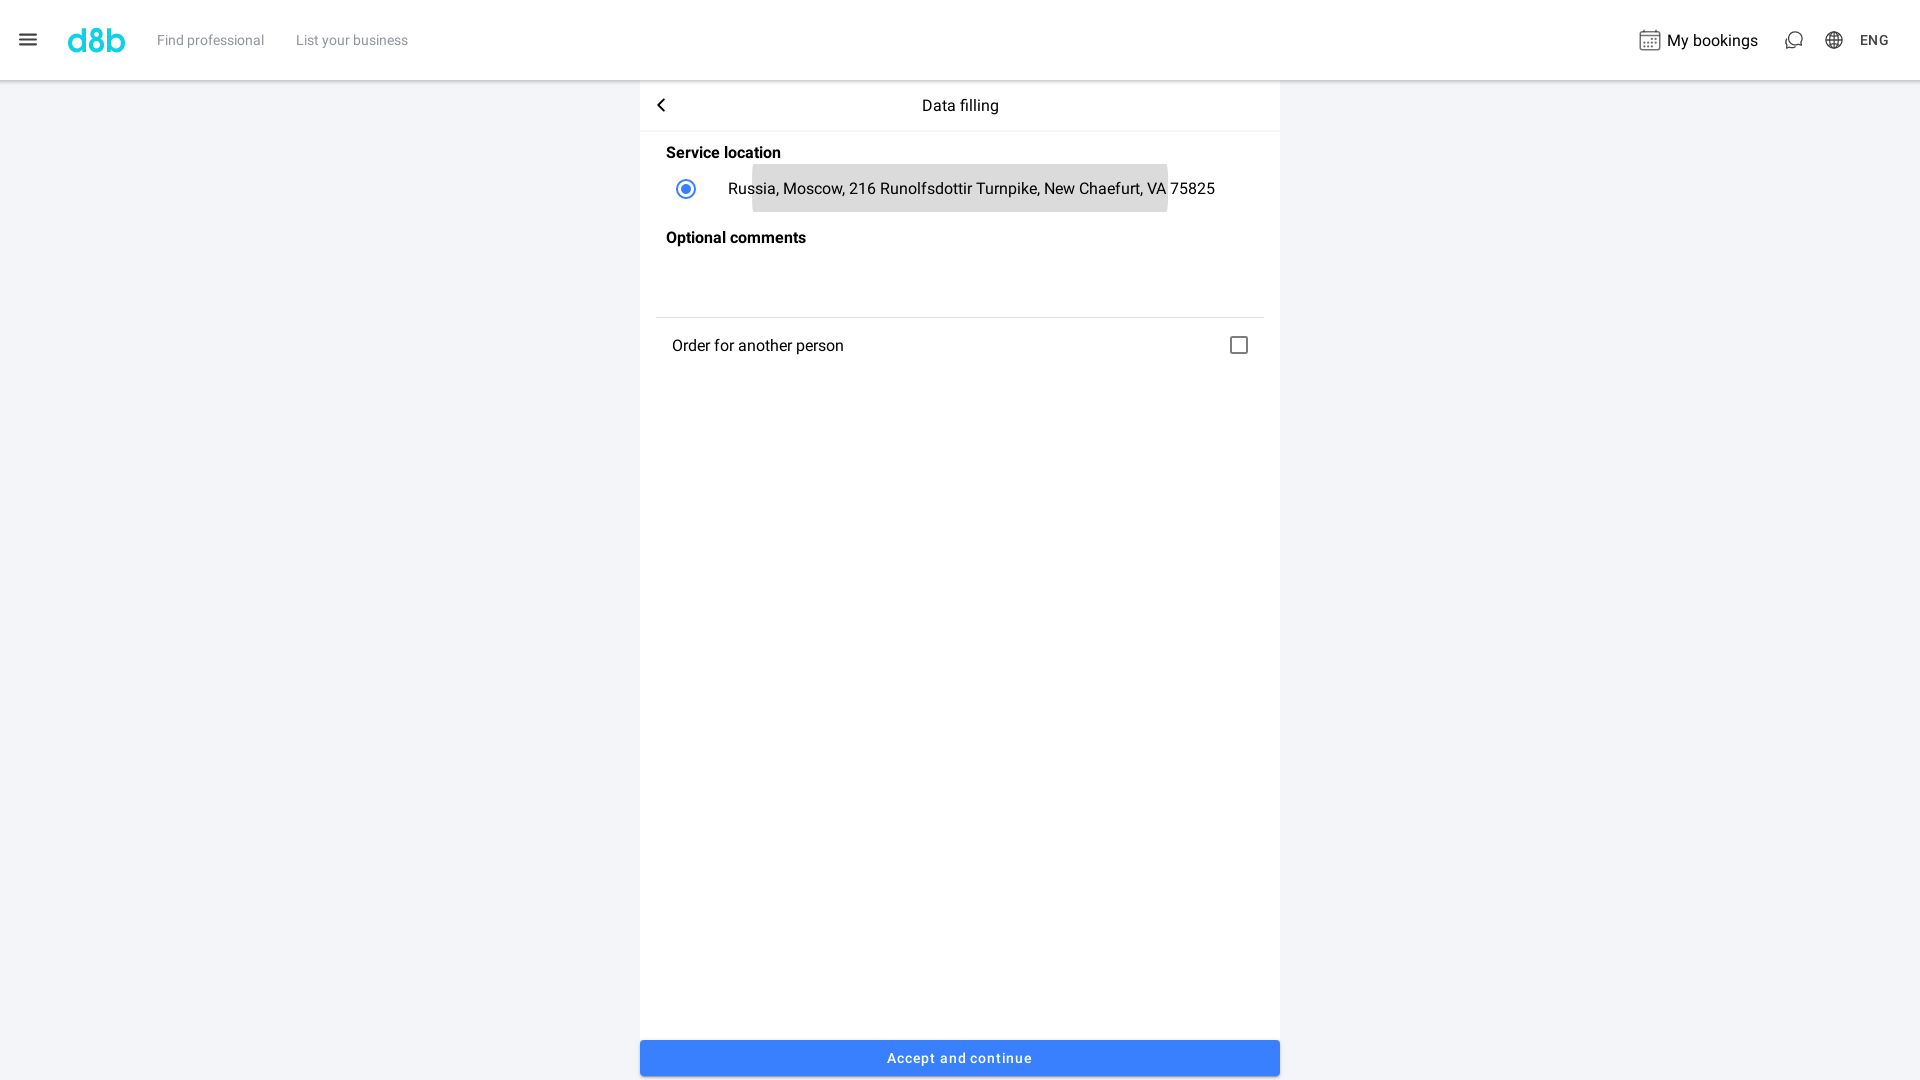 d8b
Find professional
List your business
My bookings
ENG
Data filling
Service location
Russia, Moscow, 216 Runolfsdottir Turnpike, New Chaefurt, VA 75825
Optional comments
Order for another person
Accept and continue